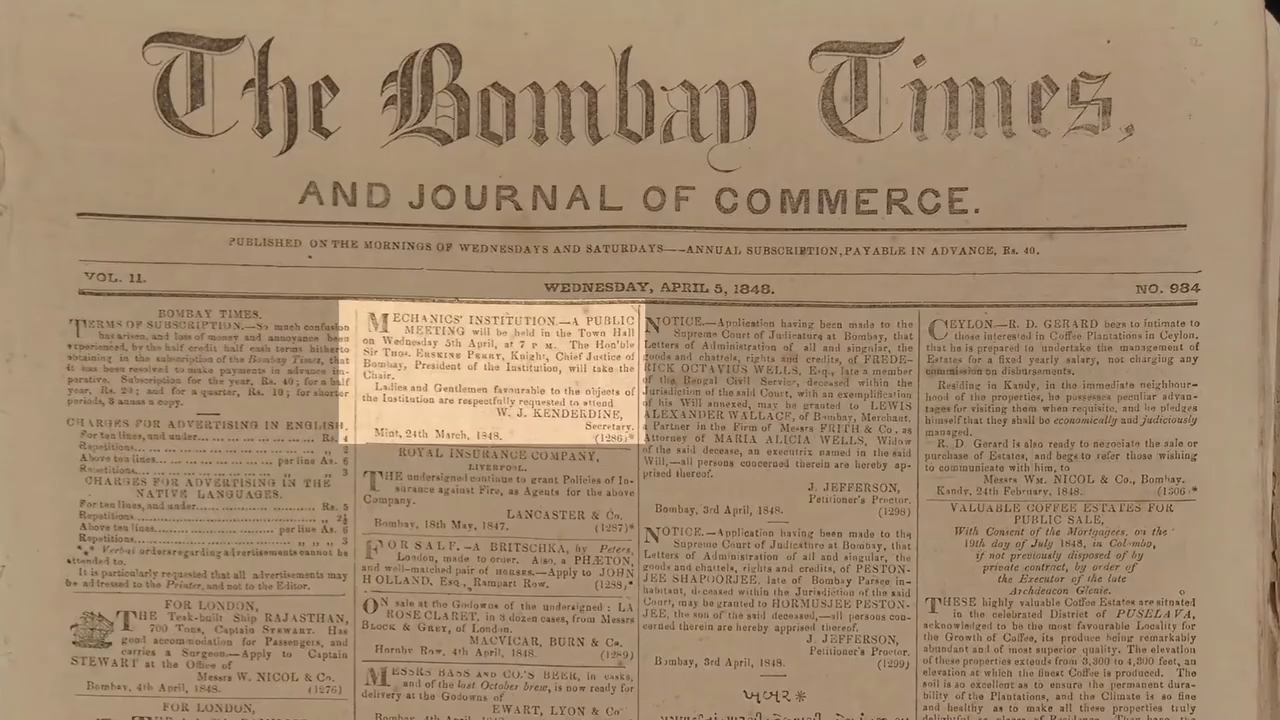 The Bombay Times,
AND JOURNAL OF COMMERCE.
PUBLISHED ON THE MORNINGS OF WEDNESDAYS AND SATURDAYS—ANNUAL SUBSCRIPTION, PAYABLE IN ADVANCE, Rs. 40.
VOL. 11.
WEDNESDAY, APRIL 5, 1848.
NO. 984
BOMBAY TIMES.
TERMS OF SUBSCRIPTION.—So much confusion
has arisen, and loss of money and annoyance been
experienced, by the half credit half cash terms hitherto
obtaining in the subscription of the Bombay Times, that
it has been resolved to make payments in advance im-
perative. Subscription for the year, Rs. 40; for a half
year, Rs. 20; and for a quarter, Rs. 10; for shorter
periods, 3 annas a copy.
CHARGES FOR ADVERTISING IN ENGLISH.
For ten lines, and under... Rs. 4
Repetitions... „ 2
Above ten lines... per line As. 6
Repetitions... „ 3
CHARGES FOR ADVERTISING IN THE
NATIVE LANGUAGES.
For ten lines, and under... Rs. 5
Repetitions... „ 2½
Above ten lines... per line As. 6
Repetitions... „ „ 3
*** Verbal orders regarding advertisements cannot be
attended to.
It is particularly requested that all advertisements may
be addressed to the Printer, and not to the Editor.
FOR LONDON,
THE Teak-built Ship RAJASTHAN,
700 Tons, Captain STEWART. Has
good accommodation for Passengers, and
carries a Surgeon.—Apply to Captain
STEWART at the Office of
Messrs W. NICOL & Co.
Bombay, 4th April, 1848. (1276)
FOR LONDON,
MECHANICS' INSTITUTION.—A PUBLIC
MEETING will be held in the Town Hall
on Wednesday 5th April, at 7 P M. The Hon'ble
Sir THOS. ERSKINE PERRY, Knight, Chief Justice of
Bombay, President of the Institution, will take the
Chair.
Ladies and Gentlemen favourable to the objects of
the Institution are respectfully requested to attend
W. J. KENDERDINE,
Secretary.
Mint, 24th March, 1848. (1286)*
ROYAL INSURANCE COMPANY,
LIVERPOOL.
THE undersigned continue to grant Policies of In-
surance against Fire, as Agents for the above
Company.
LANCASTER & Co.
Bombay, 18th May, 1847. (1287)*
FOR SALE.—A BRITSCHKA, by Peters,
London, made to order. Also, a PHÆTON,
and well-matched pair of HORSES.—Apply to JOHN
HOLLAND, Esq., Rampart Row. (1288)*
ON sale at the Godowns of the undersigned: LA
ROSE CLARET, in 3 dozen cases, from Messrs
BLOCK & GREY, of London.
MACVICAR, BURN & Co.
Hornby Row, 4th April, 1848. (1289)
MESSRS BASS AND CO.'S BEER, in casks,
and of the last October brew, is now ready for
delivery at the Godowns of
EWART, LYON & Co
NOTICE.—Application having been made to the
Supreme Court of Judicature at Bombay, that
Letters of Administration of all and singular, the
goods and chattels, rights and credits, of FREDE-
RICK OCTAVIUS WELLS, Esq., late a member
of the Bengal Civil Service, deceased within the
Jurisdiction of the said Court, with an exemplification
of his Will annexed, may be granted to LEWIS
ALEXANDER WALLACE, of Bombay, Merchant,
a Partner in the Firm of Messrs FRITH & Co. as
Attorney of MARIA ALICIA WELLS, Widow
of the said decease, an executrix named in the said
Will,—all persons concerned therein are hereby ap-
prised thereof.
J. JEFFERSON,
Petitioner's Proctor.
Bombay, 3rd April, 1848. (1298)
NOTICE.—Application having been made to the
Supreme Court of Judicature at Bombay, that
Letters of Administration of all and singular, the
goods and chattels, rights and credits, of PESTON-
JEE SHAPOORJEE, late of Bombay Parsee in-
habitant, deceased within the Jurisdiction of the said
Court, may be granted to HORMUSJEE PESTON-
JEE, the son of the said deceased,—all persons con-
cerned therein are hereby apprised thereof.
J. JEFFERSON,
Petitioner's Proctor.
Bombay, 3rd April, 1848. (1299)
ખબર *
CEYLON.—R. D. GERARD begs to intimate to
those interested in Coffee Plantations in Ceylon,
that he is prepared to undertake the management of
Estates for a fixed yearly salary, not charging any
commission on disbursements.
Residing in Kandy, in the immediate neighbour-
hood of the properties, he possesses peculiar advan-
tages for visiting them when requisite, and he pledges
himself that they shall be economically and judiciously
managed.
R. D. Gerard is also ready to negociate the sale or
purchase of Estates, and begs to refer those wishing
to communicate with him, to
Messrs WM. NICOL & Co., Bombay.
Kandy, 24th February, 1848. (1306*
VALUABLE COFFEE ESTATES FOR
PUBLIC SALE,
With Consent of the Mortgagees, on the
19th day of July 1848, in Colombo,
if not previously disposed of by
private contract, by order of
the Executor of the late
Archdeacon Glenie.
THESE highly valuable Coffee Estates are situated
in the celebrated District of PUSELAVA,
acknowledged to be the most favourable Locality for
the Growth of Coffee, its produce being remarkably
abundant and of most superior quality. The elevation
of these properties extends from 3,300 to 4,300 feet, an
elevation at which the finest Coffee is produced. The
soil is so excellent as to ensure the permanent dura-
bility of the Plantations, and the Climate is so fine
and healthy as to make all these properties truly